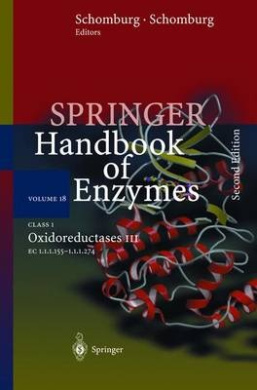 Schomburg · Schomburg
Editors
SPRINGER
Handbook
of
Enzymes
Second Edition
VOLUME 18
CLASS 1
Oxidoreductases III
EC 1.1.1.155–1.1.1.274
Springer